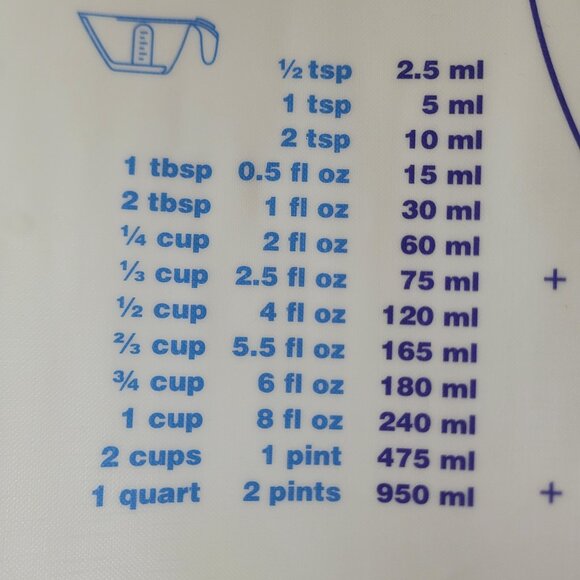 ½ tsp 2.5 ml
1 tsp 5 ml
2 tsp 10 ml
1 tbsp 0.5 fl oz 15 ml
2 tbsp 1 fl oz 30 ml
¼ cup 2 fl oz 60 ml
⅓ cup 2.5 fl oz 75 ml +
½ cup 4 fl oz 120 ml
⅔ cup 5.5 fl oz 165 ml
¾ cup 6 fl oz 180 ml
1 cup 8 fl oz 240 ml
2 cups 1 pint 475 ml
1 quart 2 pints 950 ml +